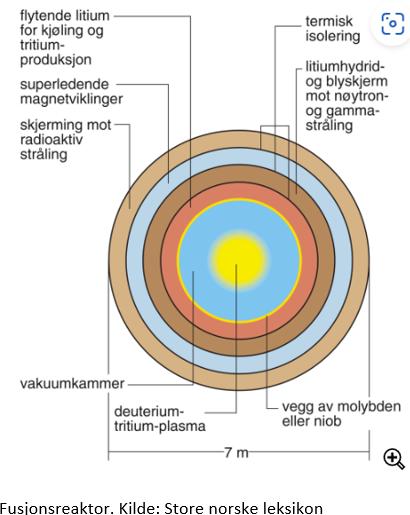 flytende litium
for kjøling og
tritium-
produksjon
superledende
magnetviklinger
skjerming mot
radioaktiv
stråling
termisk
isolering
litiumhydrid-
og blyskjerm
mot nøytron-
og gamma-
stråling
vakuumkammer
deuterium-
tritium-plasma
vegg av molybden
eller niob
7 m
Fusjonsreaktor. Kilde: Store norske leksikon